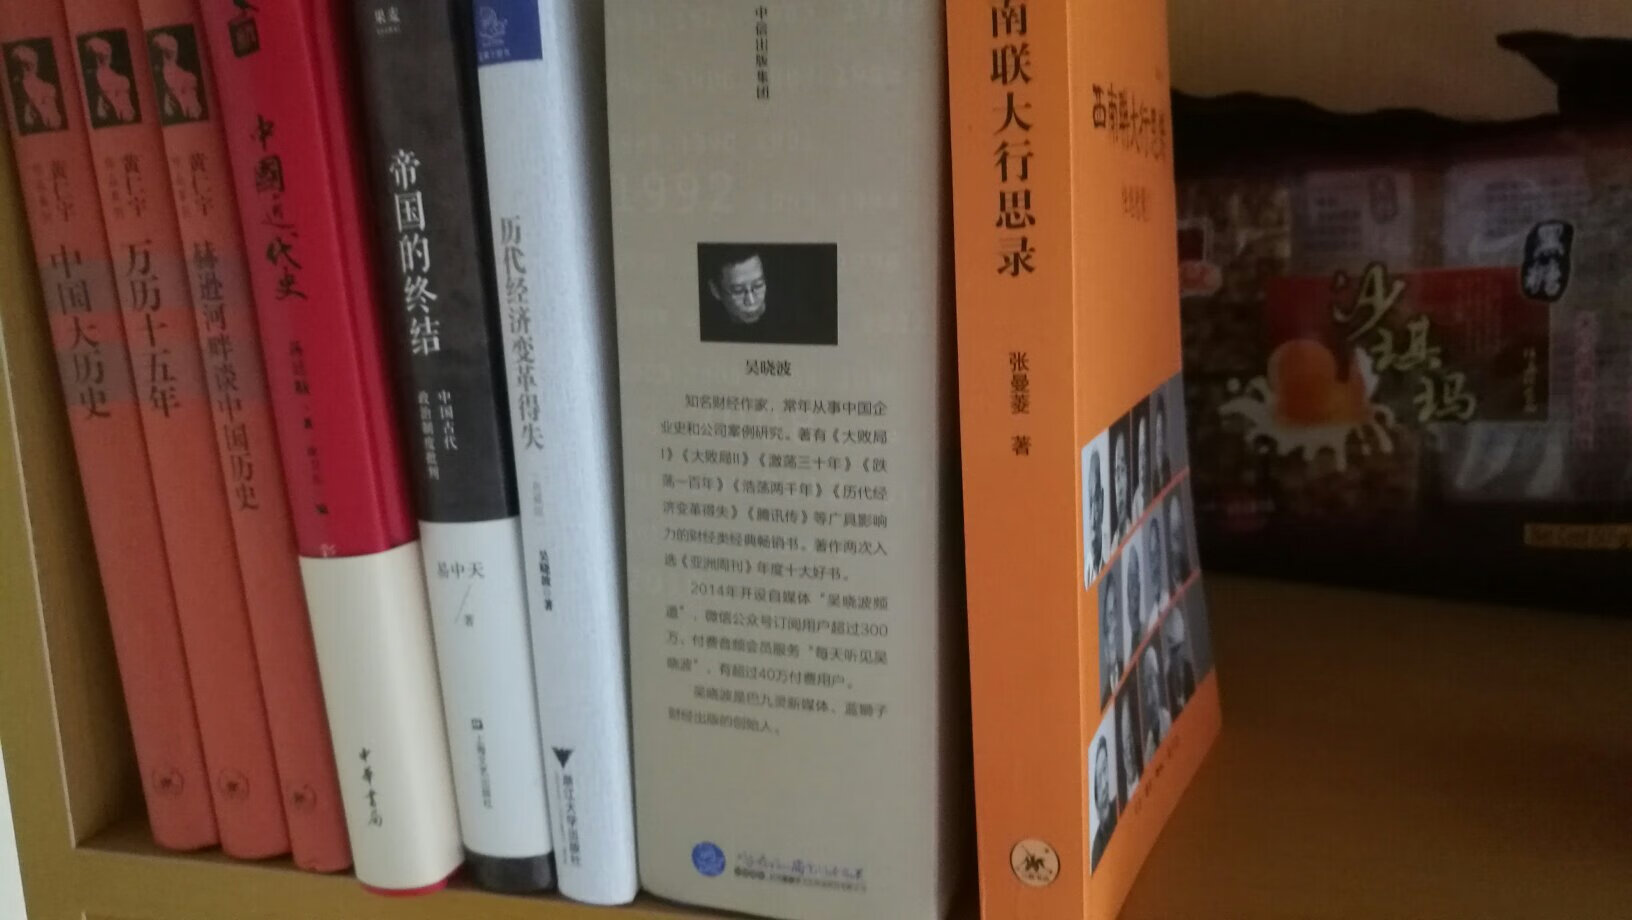 黄仁宇
中国大历史
黄仁宇
万历十五年
黄仁宇
赫逊河畔谈中国历史
中國近代史
中華書局
果麦
帝国的终结
中国古代
政治制度批判
易中天
著
上海文艺出版社
历代经济变革得失
吴晓波
著
浙江大学出版社
中信出版集团
1992
吴晓波
知名财经作家,常年从事中国企
业史和公司案例研究。著有《大败局
I》《大败局II》《激荡三十年》《跌
荡一百年》《浩荡两千年》《历代经
济变革得失》《腾讯传》等广具影响
力的财经类经典畅销书。著作两次入
选《亚洲周刊》年度十大好书。
2014年开设自媒体“吴晓波频
道”,微信公众号订阅用户超过300
万,付费音频会员服务“每天听见吴
晓波”,有超过40万付费用户。
吴晓波是巴九灵新媒体、蓝狮子
财经出版的创始人。
南联大行思录
张曼菱 著
西南联大行思录
黑糖
沙琪玛